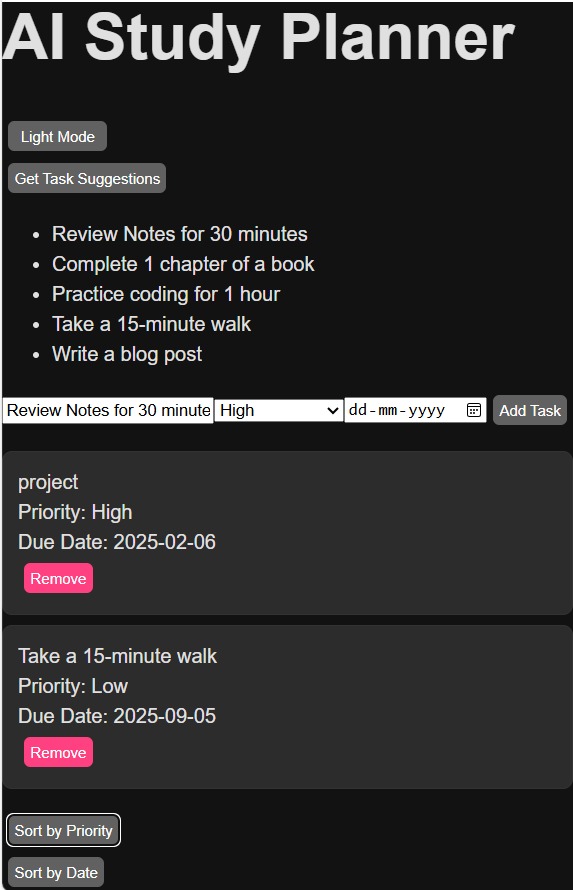 AI Study Planner
Light Mode
Get Task Suggestions
Review Notes for 30 minutes
Complete 1 chapter of a book
Practice coding for 1 hour
Take a 15-minute walk
Write a blog post
Review Notes for 30 minute High dd-mm-yyyy Add Task
project
Priority: High
Due Date: 2025-02-06
Remove
Take a 15-minute walk
Priority: Low
Due Date: 2025-09-05
Remove
Sort by Priority
Sort by Date